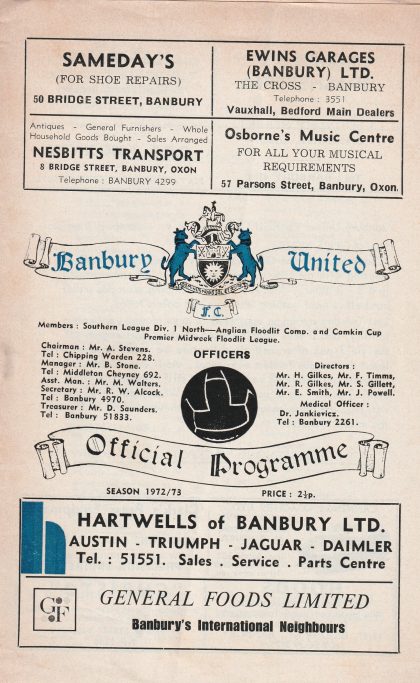 SAMEDAY'S
(FOR SHOE REPAIRS)
50 BRIDGE STREET, BANBURY
EWINS GARAGES
(BANBURY) LTD.
THE CROSS - BANBURY
Telephone : 3551
Vauxhall, Bedford Main Dealers
Antiques - General Furnishers - Whole
Household Goods Bought - Sales Arranged
NESBITTS TRANSPORT
8 BRIDGE STREET, BANBURY, OXON
Telephone : BANBURY 4299
Osborne's Music Centre
FOR ALL YOUR MUSICAL
REQUIREMENTS
57 Parsons Street, Banbury, Oxon.
Banbury United
F.C.
Members : Southern League Div. 1 North—Anglian Floodlit Comp. and Camkin Cup
Premier Midweek Floodlit League.
OFFICERS
Chairman : Mr. A. Stevens.
Tel : Chipping Warden 228.
Manager : Mr. B. Stone.
Tel : Middleton Cheyney 692.
Asst. Man. : Mr. M. Walters.
Secretary : Mr. R. W. Alcock.
Tel : Banbury 4970.
Treasurer : Mr. D. Saunders.
Tel : Banbury 51833.
Directors :
Mr. H. Gilkes, Mr. F. Timms,
Mr. R. Gilkes, Mr. S. Gillett,
Mr. E. Smith, Mr. J. Powell.
Medical Officer :
Dr. Jankievicz.
Tel : Banbury 2261.
Official Programme
SEASON 1972/73 PRICE : 2½p.
h
HARTWELLS of BANBURY LTD.
AUSTIN - TRIUMPH - JAGUAR - DAIMLER
Tel. : 51551. Sales . Service . Parts Centre
GF
GENERAL FOODS LIMITED
Banbury's International Neighbours